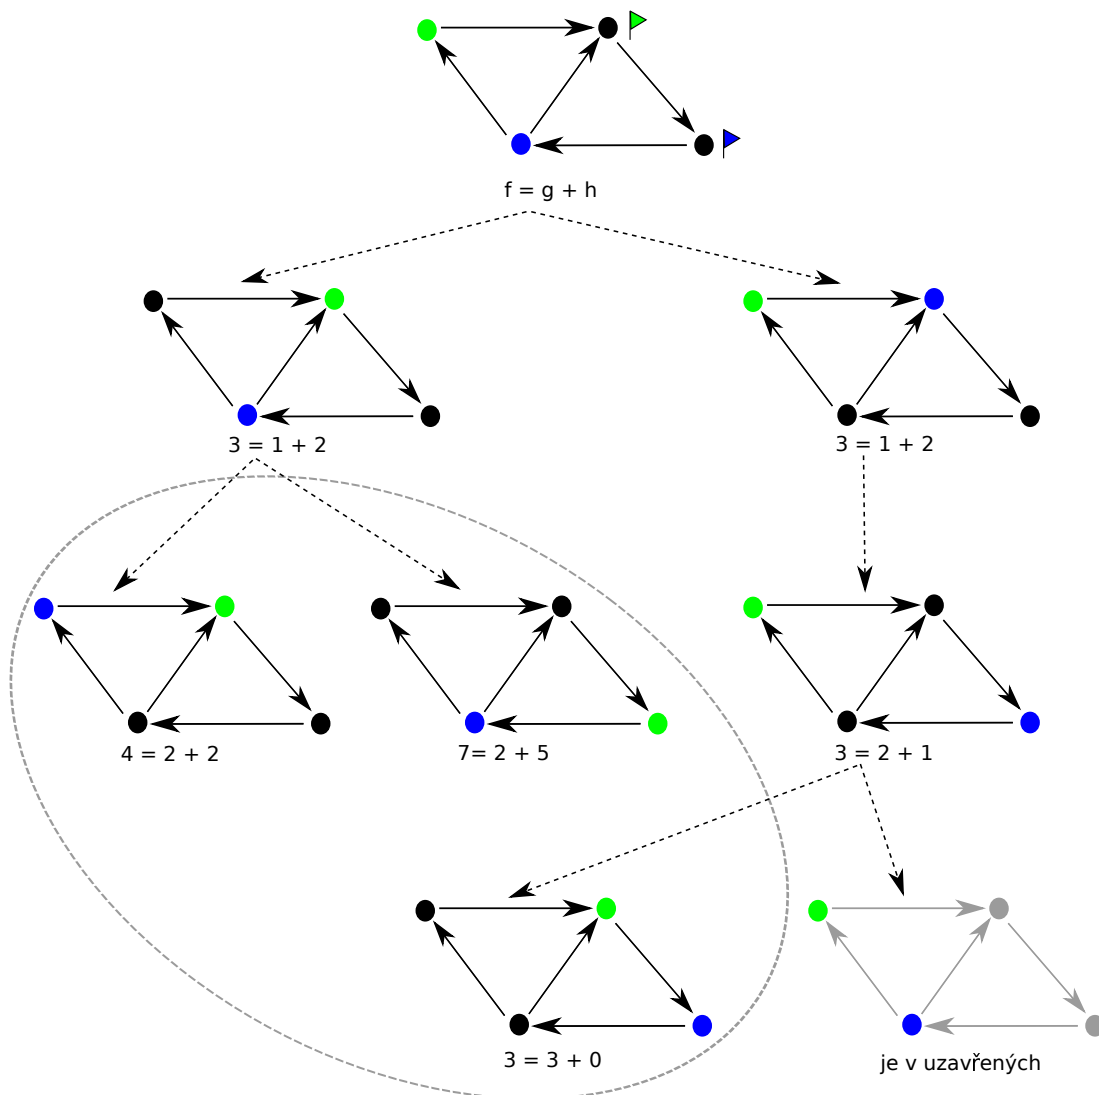 f = g + h
3 = 1 + 2
3 = 1 + 2
4 = 2 + 2
7= 2 + 5
3 = 2 + 1
3 = 3 + 0
je v uzavřených